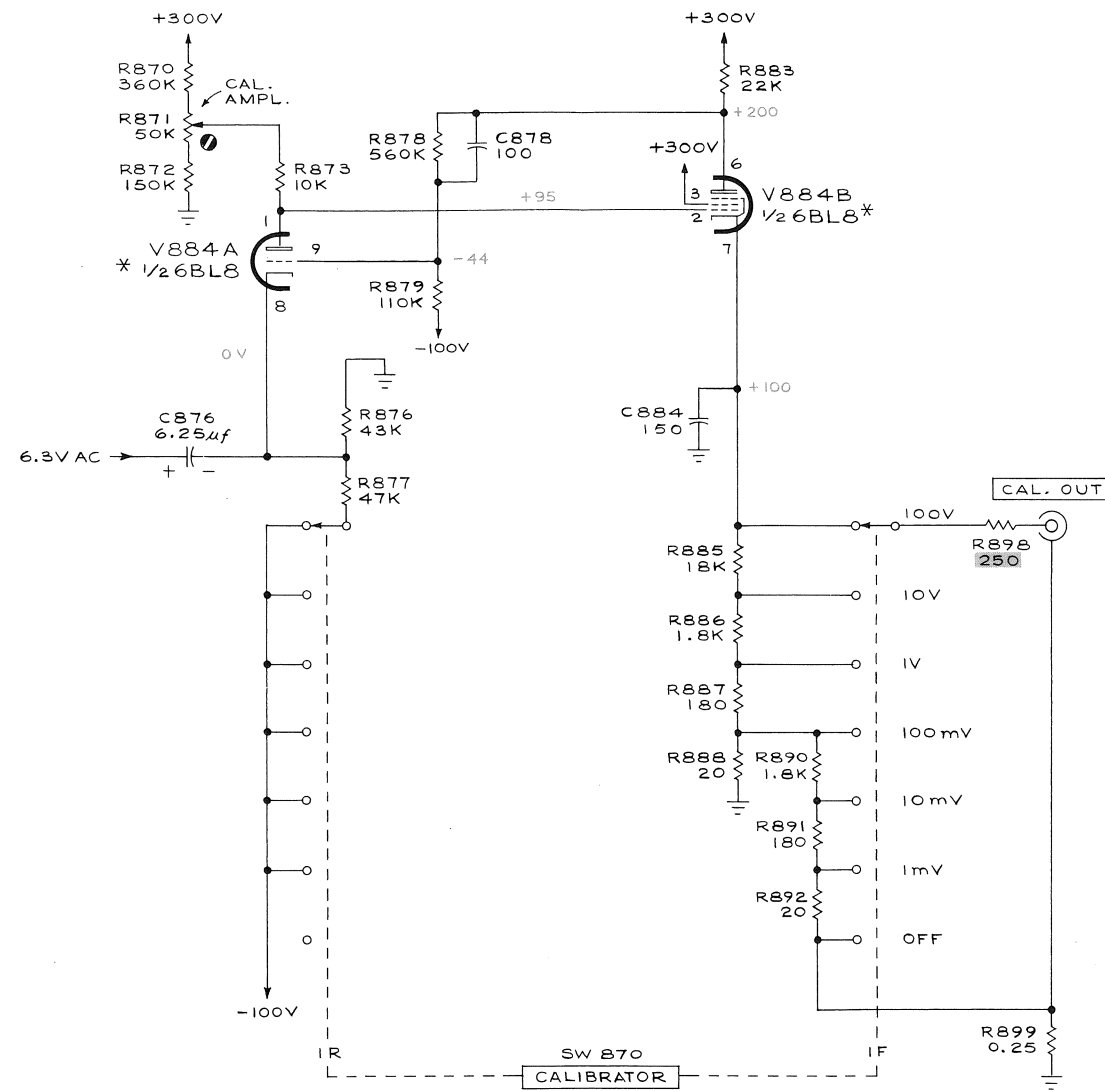 +300V
+300V
R870
360K
CAL.
AMPL.
R871
50K
R872
150K
R873
10K
R878
560K
C878
100
R883
22K
+200
+300V
6
3
2
7
V884B
1/2 6BL8*
+95
1
9
8
V884A
* 1/2 6BL8
-44
R879
110K
-100V
0V
R876
43K
C876
6.25µf
6.3V AC
+ -
R877
47K
+100
C884
150
CAL. OUT
100V
R898
250
R885
18K
10V
R886
1.8K
1V
R887
180
100mV
R888
20
R890
1.8K
10mV
R891
180
1mV
R892
20
OFF
-100V
R899
0.25
1R
SW 870
1F
CALIBRATOR